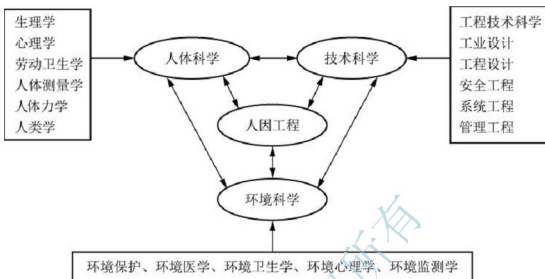 生理学
心理学
劳动卫生学
人体测量学
人体力学
人类学
人体科学
技术科学
人因工程
环境科学
工程技术科学
工业设计
工程设计
安全工程
系统工程
管理工程
环境保护、环境医学、环境卫生学、环境心理学、环境监测学
所有